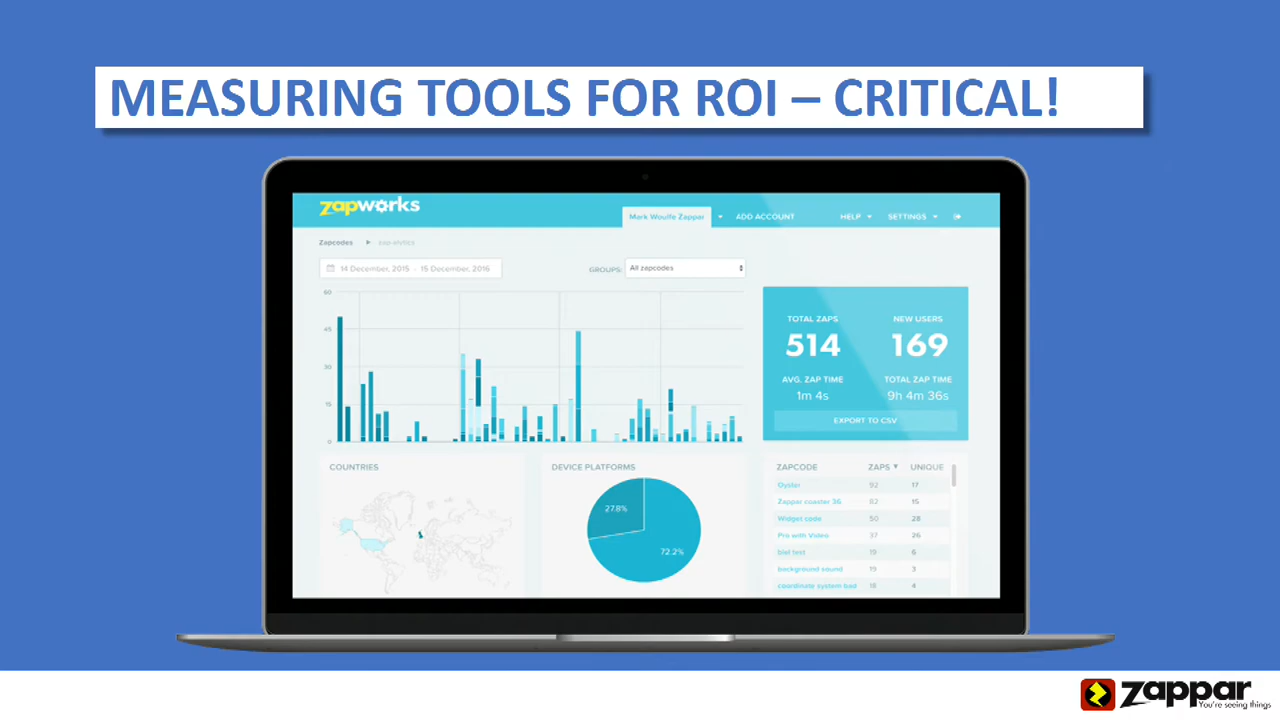 MEASURING TOOLS FOR ROI – CRITICAL!
zapworks
Mark Woulfe Zappar
ADD ACCOUNT
HELP
SETTINGS
Zapcodes
14 December, 2015 - 15 December, 2016
GROUPS:
All zapcodes
60
45
30
15
0
TOTAL ZAPS
NEW USERS
514
169
AVG. ZAP TIME
TOTAL ZAP TIME
1m 4s
9h 4m 36s
EXPORT TO CSV
COUNTRIES
DEVICE PLATFORMS
27.8%
72.2%
ZAPCODE ZAPS UNIQUE
Oyster 92 17
Zappar coaster 36 82 15
Widget code 50 28
Pro with Video 37 26
blel test 19 6
background sound 19 3
coordinate system bad 18 4
zappar
You're seeing things